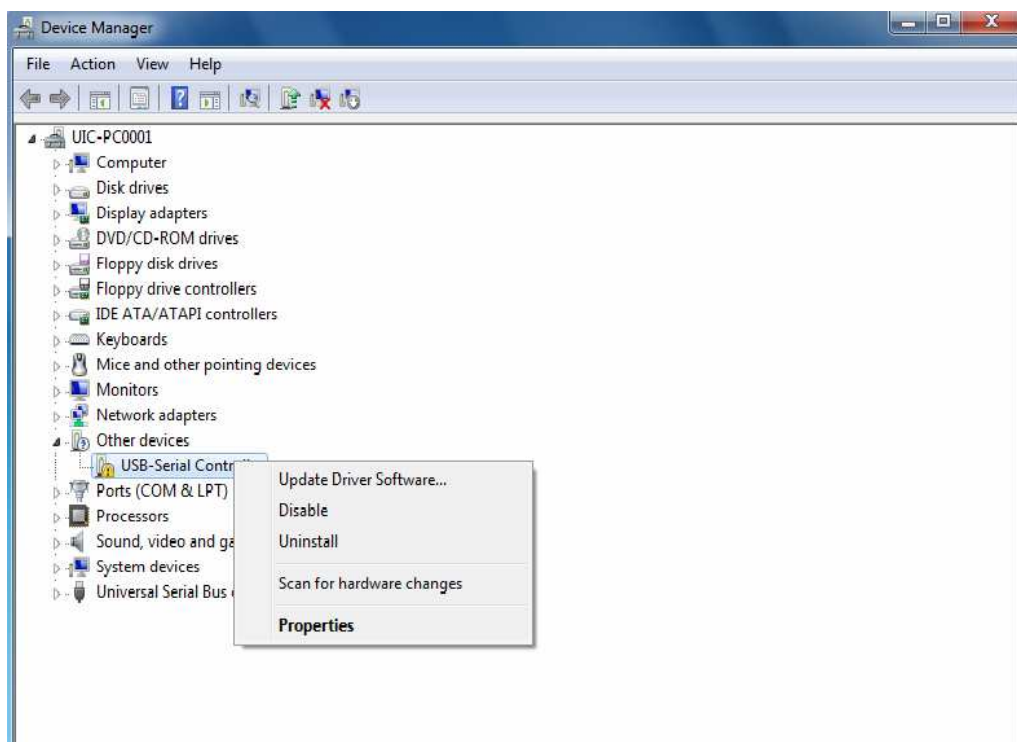 Device Manager
File Action View Help
UIC-PC0001
Computer
Disk drives
Display adapters
DVD/CD-ROM drives
Floppy disk drives
Floppy drive controllers
IDE ATA/ATAPI controllers
Keyboards
Mice and other pointing devices
Monitors
Network adapters
Other devices
USB-Serial
Ports (COM & LPT)
Processors
Sound, video and
System devices
Universal Serial Bus
Update Driver Software...
Disable
Uninstall
Scan for hardware changes
Properties